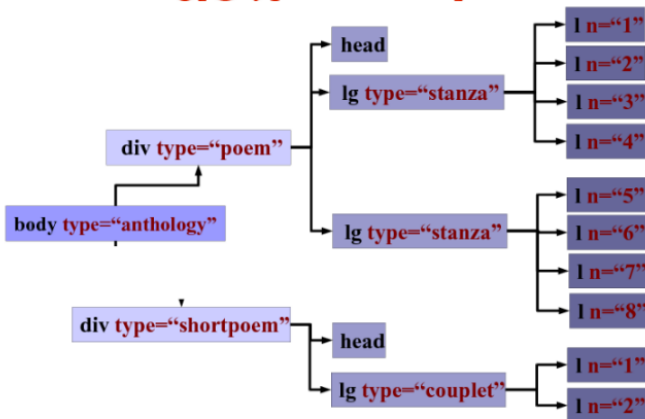 head
lg type=“stanza”
l n=“1”
l n=“2”
l n=“3”
l n=“4”
div type=“poem”
body type=“anthology”
lg type=“stanza”
l n=“5”
l n=“6”
l n=“7”
l n=“8”
div type=“shortpoem”
head
lg type=“couplet”
l n=“1”
l n=“2”